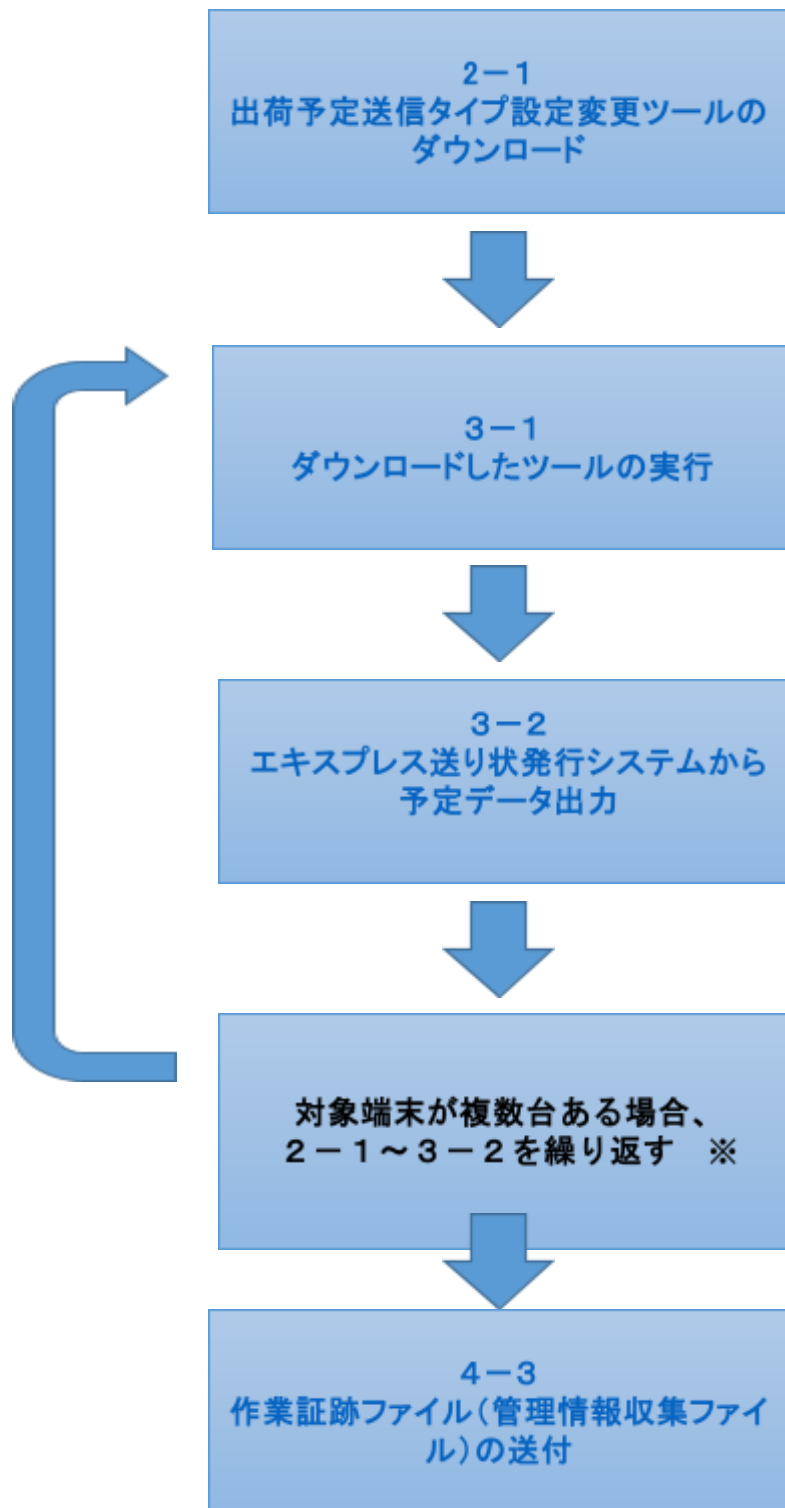 ２－１
出荷予定送信タイプ設定変更ツールの
ダウンロード
３－１
ダウンロードしたツールの実行
３－２
エキスプレス送り状発行システムから
予定データ出力
対象端末が複数台ある場合、
２－１～３－２を繰り返す　※
４－３
作業証跡ファイル（管理情報収集ファイ
ル）の送付